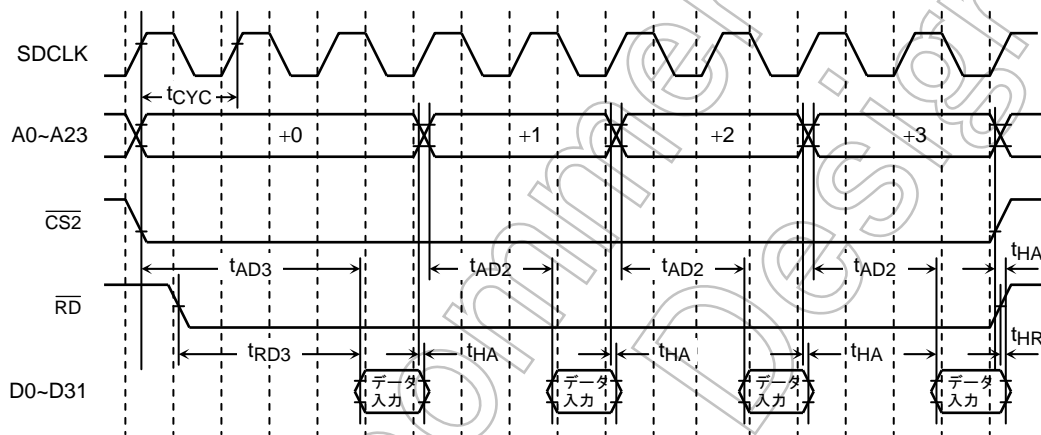 SDCLK
tCYC
A0~A23
+0
+1
+2
+3
CS2
tAD3
tAD2
tAD2
tAD2
tHA
RD
tRD3
tHA
tHA
tHA
tHR
D0~D31
データ
入力
データ
入力
データ
入力
データ
入力